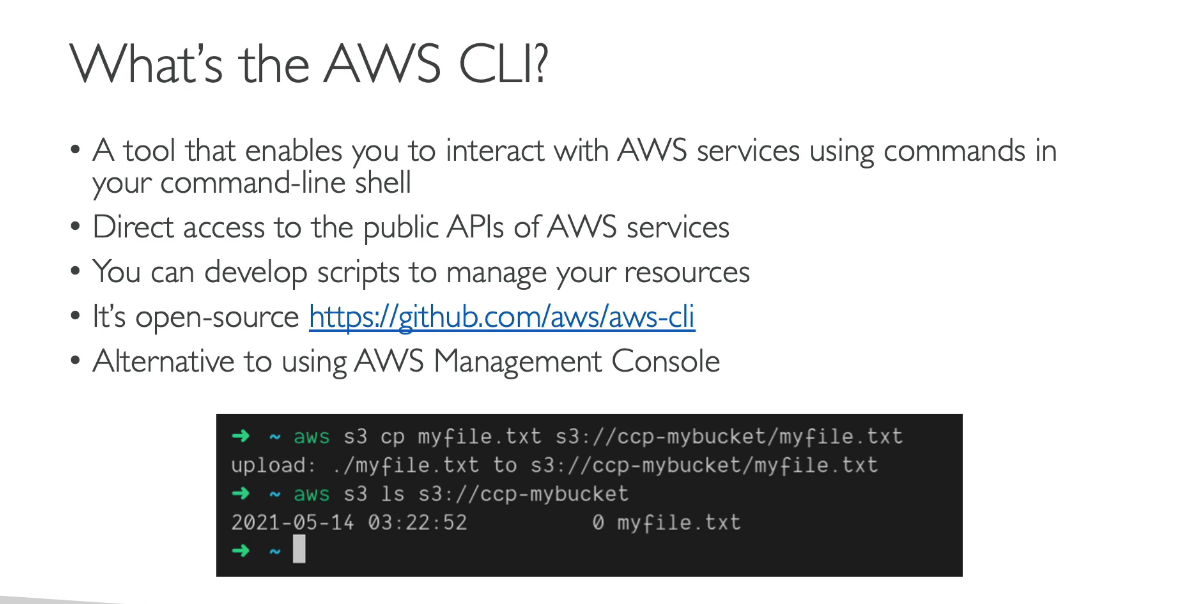 What's the AWS CLI?
• A tool that enables you to interact with AWS services using commands in
your command-line shell
• Direct access to the public APIs of AWS services
• You can develop scripts to manage your resources
• It's open-source https://github.com/aws/aws-cli
• Alternative to using AWS Management Console
➜ ~ aws s3 cp myfile.txt s3://ccp-mybucket/myfile.txt
upload: ./myfile.txt to s3://ccp-mybucket/myfile.txt
➜ ~ aws s3 ls s3://ccp-mybucket
2021-05-14 03:22:52 0 myfile.txt
➜ ~